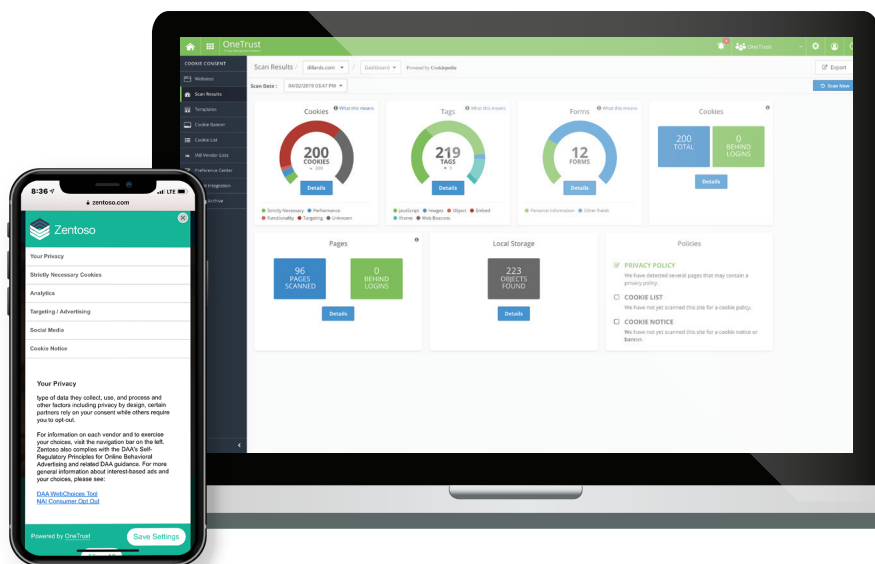 OneTrust
OneTrust
COOKIE CONSENT
Websites
Scan Results
Templates
Cookie Banner
Cookie List
IAB Vendor Lists
Preference Center
Integration
Archive
Scan Results / dillards.com / Dashboard Powered by Cookiepedia
Export
Scan Date : 04/02/2019 03:47 PM
Scan Now
Cookies What this means
200
COOKIES
200
Details
Strictly Necessary Performance
Functionality Targeting Unknown
Tags What this means
219
TAGS
Details
JavaScript Images Object Embed
Iframe Web Beacons
Forms What this means
12
FORMS
Details
Personal Information Other Fields
Cookies
200
TOTAL
0
BEHIND
LOGINS
Details
Pages
96
PAGES
SCANNED
0
BEHIND
LOGINS
Details
Local Storage
223
OBJECTS
FOUND
Details
Policies
PRIVACY POLICY
We have detected several pages that may contain a
privacy policy.
COOKIE LIST
We have not yet scanned this site for a cookie policy.
COOKIE NOTICE
We have not yet scanned this site for a cookie notice or
banner.
8:36
LTE
zentoso.com
Zentoso
Your Privacy
Strictly Necessary Cookies
Analytics
Targeting / Advertising
Social Media
Cookie Notice
Your Privacy
type of data they collect, use, and process and
other factors including privacy by design, certain
partners rely on your consent while others require
you to opt-out.
For information on each vendor and to exercise
your choices, visit the navigation bar on the left.
Zentoso also complies with the DAA's Self-
Regulatory Principles for Online Behavioral
Advertising and related DAA guidance. For more
general information about interest-based ads and
your choices, please see:
DAA WebChoices Tool
NAI Consumer Opt Out
Powered by OneTrust
Save Settings